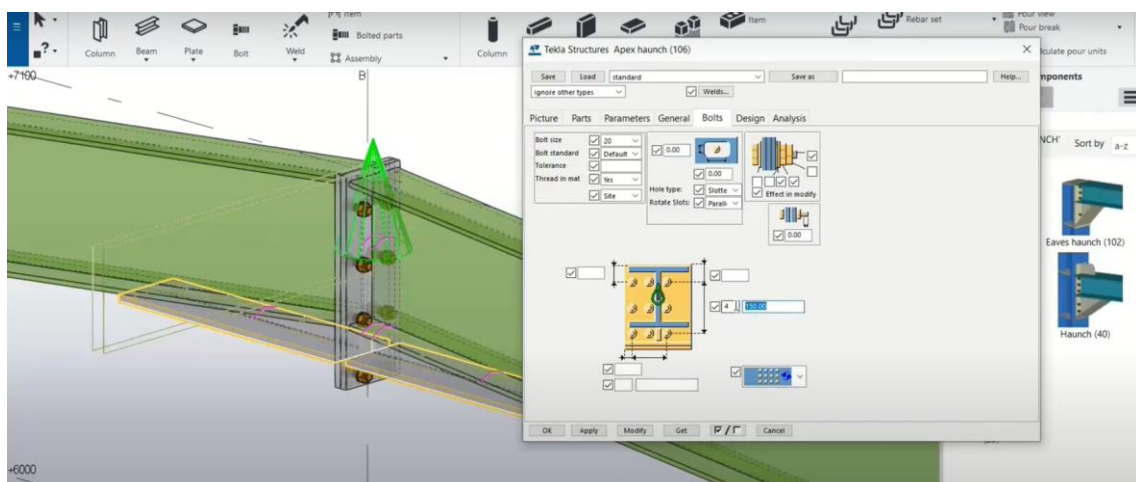 Item
Bolted parts
Assembly
Column
Beam
Plate
Bolt
Weld
Column
Item
Rebar set
Pour view
Pour break
culate pour units
+7100
B
Tekla Structures Apex haunch (106)
Save Load standard Save as Help...
ignore other types Welds...
Picture Parts Parameters General Bolts Design Analysis
Bolt size 20
Bolt standard Default
Tolerance
Thread in mat Yes
Site
0.00
0.00
Hole type: Slotte
Rotate Slots: Parall
Effect in modify
0.00
4 150.00
OK Apply Modify Get Cancel
mponents
NCH
Sort by a-z
Eaves haunch (102)
Haunch (40)
+6000